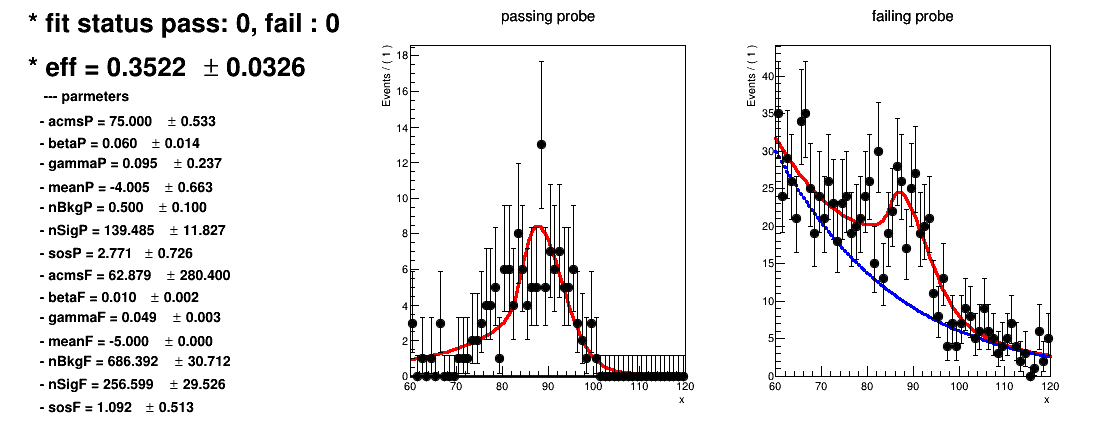 * fit status pass: 0, fail : 0
* eff = 0.3522 ± 0.0326
--- parmeters
- acmsP = 75.000 ± 0.533
- betaP = 0.060 ± 0.014
- gammaP = 0.095 ± 0.237
- meanP = -4.005 ± 0.663
- nBkgP = 0.500 ± 0.100
- nSigP = 139.485 ± 11.827
- sosP = 2.771 ± 0.726
- acmsF = 62.879 ± 280.400
- betaF = 0.010 ± 0.002
- gammaF = 0.049 ± 0.003
- meanF = -5.000 ± 0.000
- nBkgF = 686.392 ± 30.712
- nSigF = 256.599 ± 29.526
- sosF = 1.092 ± 0.513
passing probe
Events / ( 1 )
18
16
14
12
10
8
6
4
2
0
60 70 80 90 100 110 120
x
failing probe
Events / ( 1 )
40
35
30
25
20
15
10
5
0
60 70 80 90 100 110 120
x